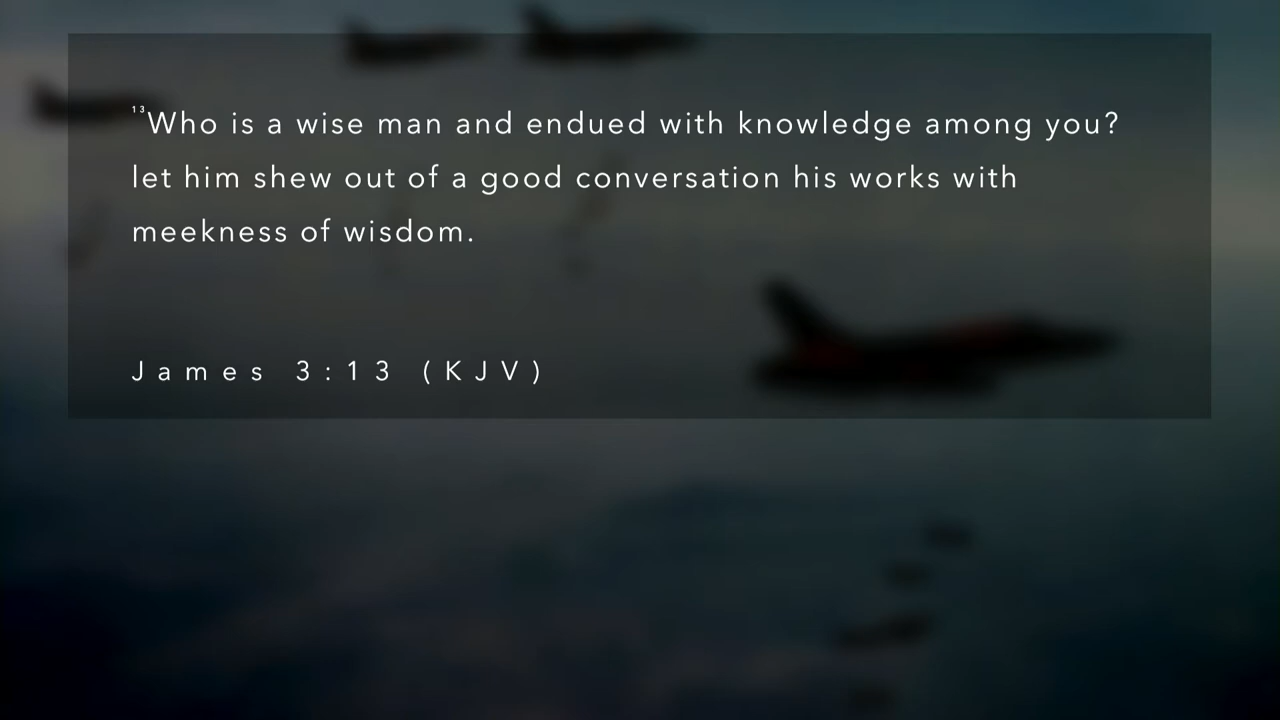 13Who is a wise man and endued with knowledge among you?
let him shew out of a good conversation his works with
meekness of wisdom.
James 3:13 (KJV)